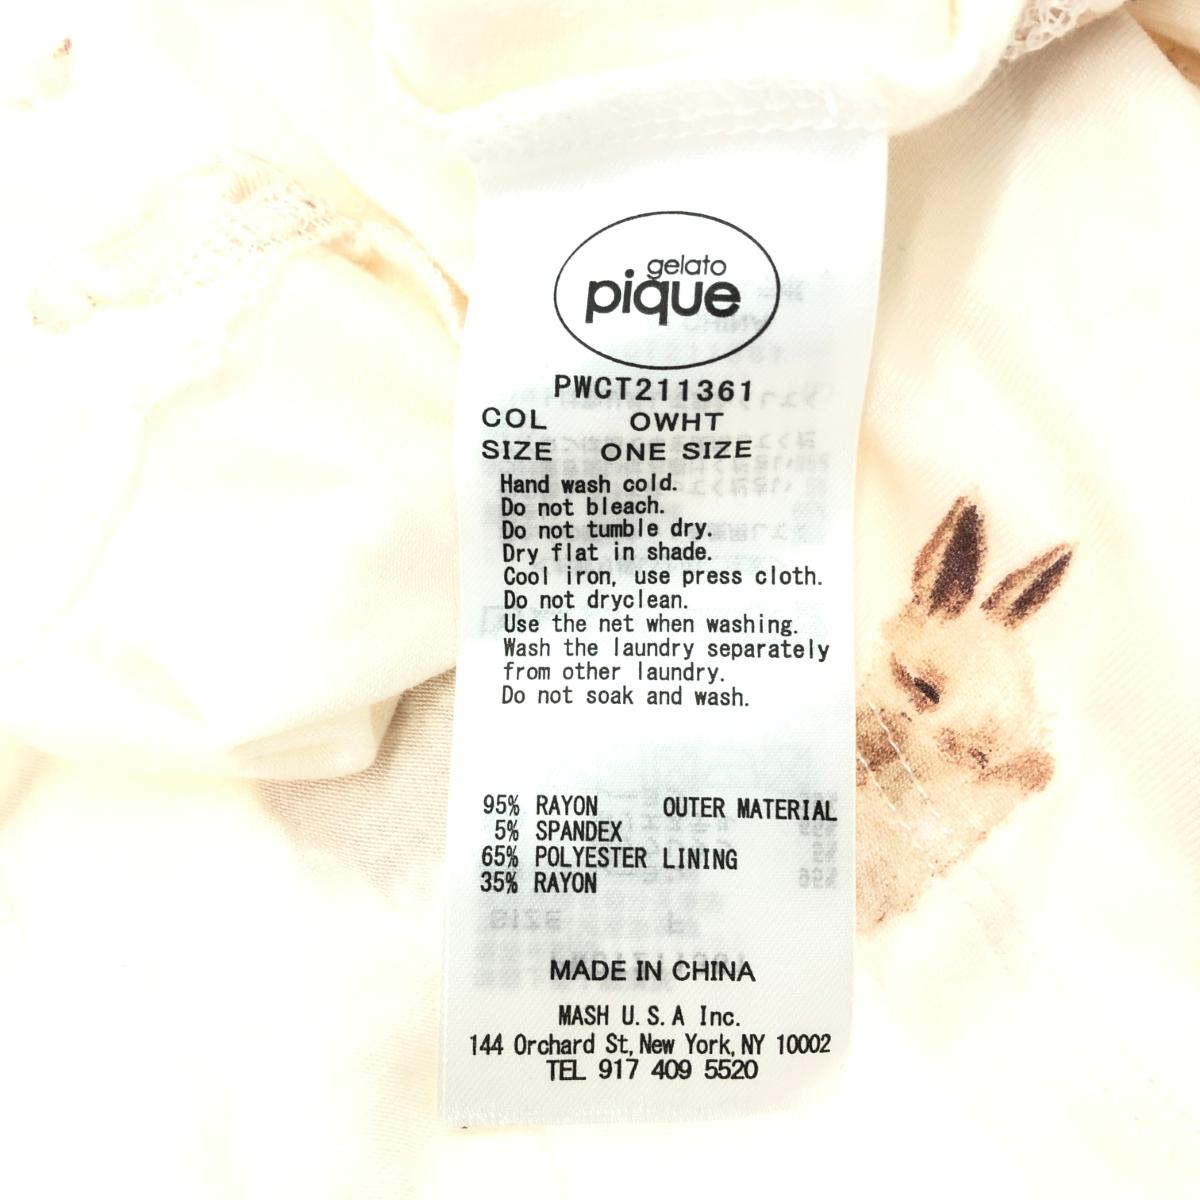 gelato
pique
PWCT211361
COL OWHT
SIZE ONE SIZE
Hand wash cold.
Do not bleach.
Do not tumble dry.
Dry flat in shade.
Cool iron, use press cloth.
Do not dryclean.
Use the net when washing.
Wash the laundry separately
from other laundry.
Do not soak and wash.
95% RAYON OUTER MATERIAL
5% SPANDEX
65% POLYESTER LINING
35% RAYON
MADE IN CHINA
MASH U.S.A Inc.
144 Orchard St, New York, NY 10002
TEL 917 409 5520